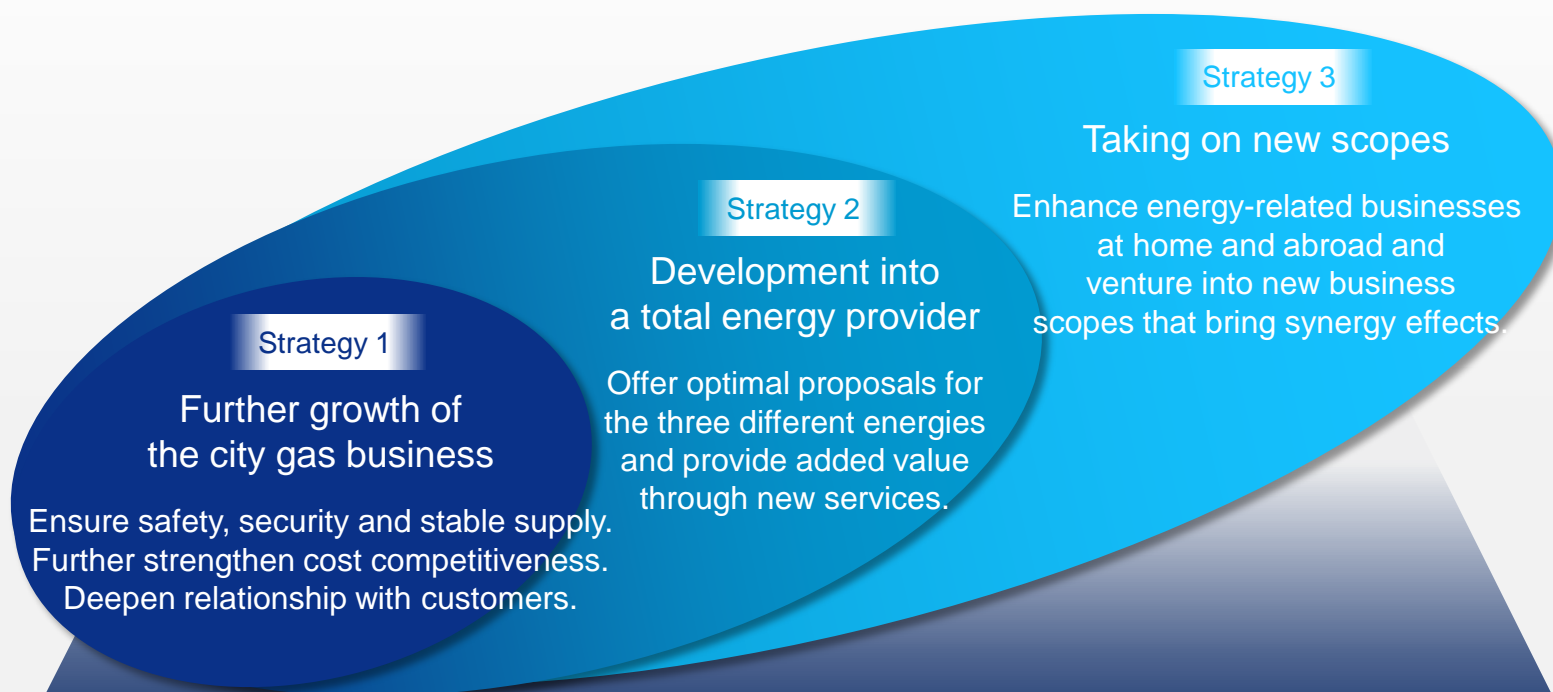 Strategy 1
Further growth of
the city gas business
Ensure safety, security and stable supply.
Further strengthen cost competitiveness.
Deepen relationship with customers.
Strategy 2
Development into
a total energy provider
Offer optimal proposals for
the three different energies
and provide added value
through new services.
Strategy 3
Taking on new scopes
Enhance energy-related businesses
at home and abroad and
venture into new business
scopes that bring synergy effects.